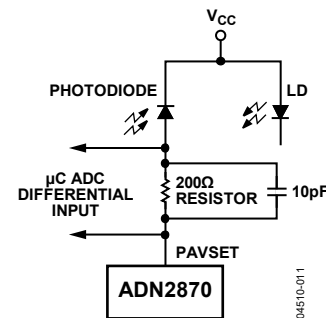 VCC
PHOTODIODE
LD
µC ADC
DIFFERENTIAL
INPUT
200Ω
RESISTOR
10pF
PAVSET
ADN2870
04510-011